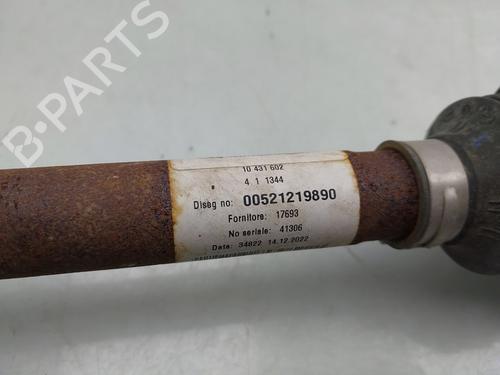 B-PARTS
10 431 602
4 1 1344
Diseg no: 00521219890
Fornitore: 17693
No seriale: 41306
Data: 34822 14.12.2022